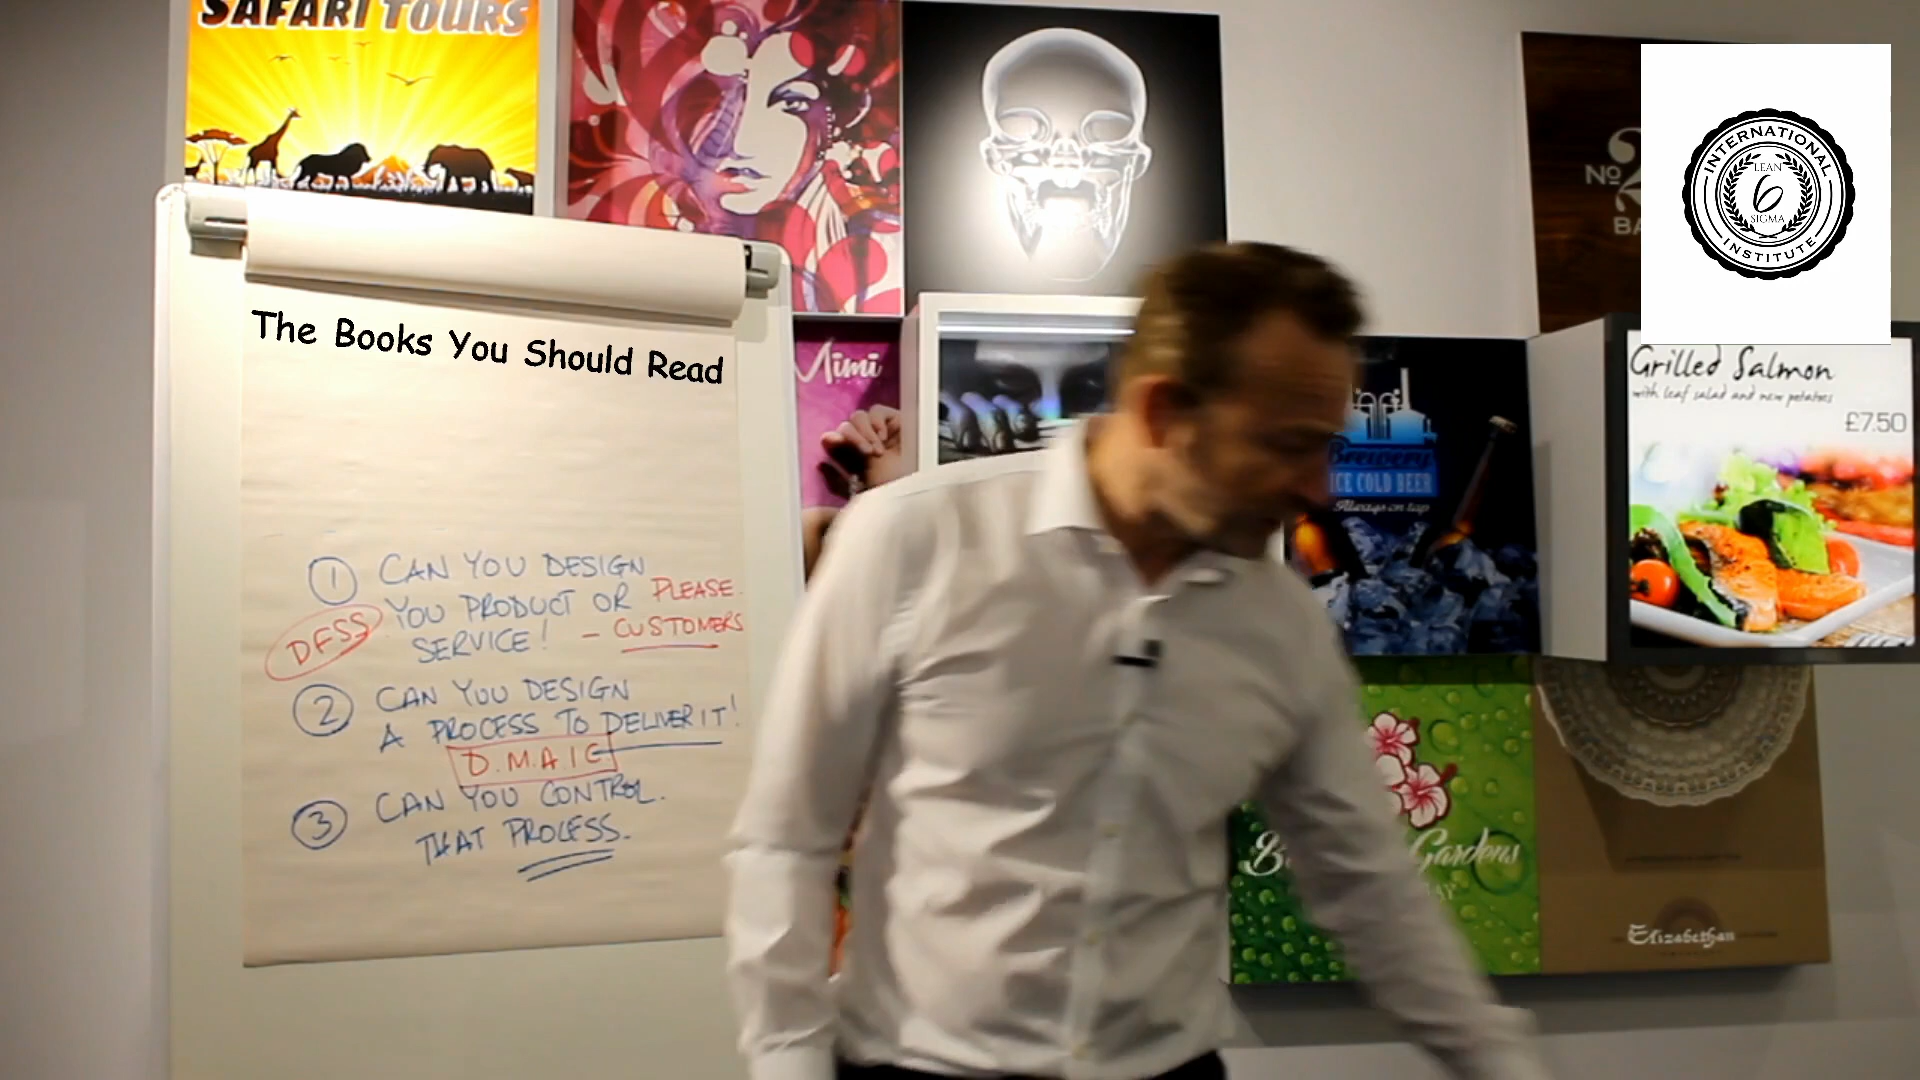 SAFARI TOURS
The Books You Should Read
1 CAN YOU DESIGN
YOU PRODUCT OR PLEASE.
SERVICE! - CUSTOMERS
DFSS
2 CAN YOU DESIGN
A PROCESS TO DELIVER IT!
D.M.A.I.C
3 CAN YOU CONTROL.
THAT PROCESS.
Mimi
Brewery
ICE COLD BEER
Always on tap
No 2
BA
INTERNATIONAL
LEAN
6
SIGMA
INSTITUTE
Grilled Salmon
with leaf salad and new potatoes
£7.50
Gardens
Elizabethan